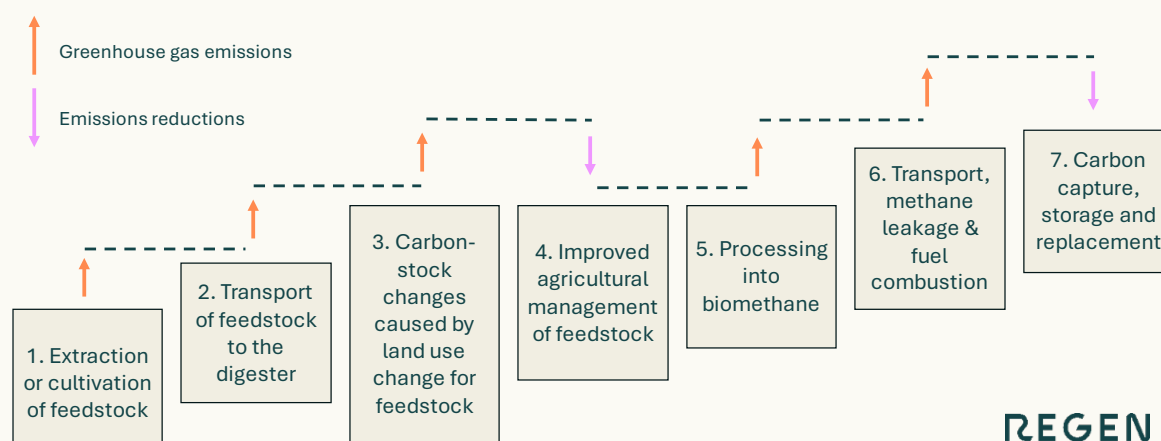 Greenhouse gas emissions
Emissions reductions
1. Extraction
or cultivation
of feedstock
2. Transport
of feedstock
to the
digester
3. Carbon-
stock
changes
caused by
land use
change for
feedstock
4. Improved
agricultural
management
of feedstock
5. Processing
into
biomethane
6. Transport,
methane
leakage &
fuel
combustion
7. Carbon
capture,
storage and
replacement
REGEN